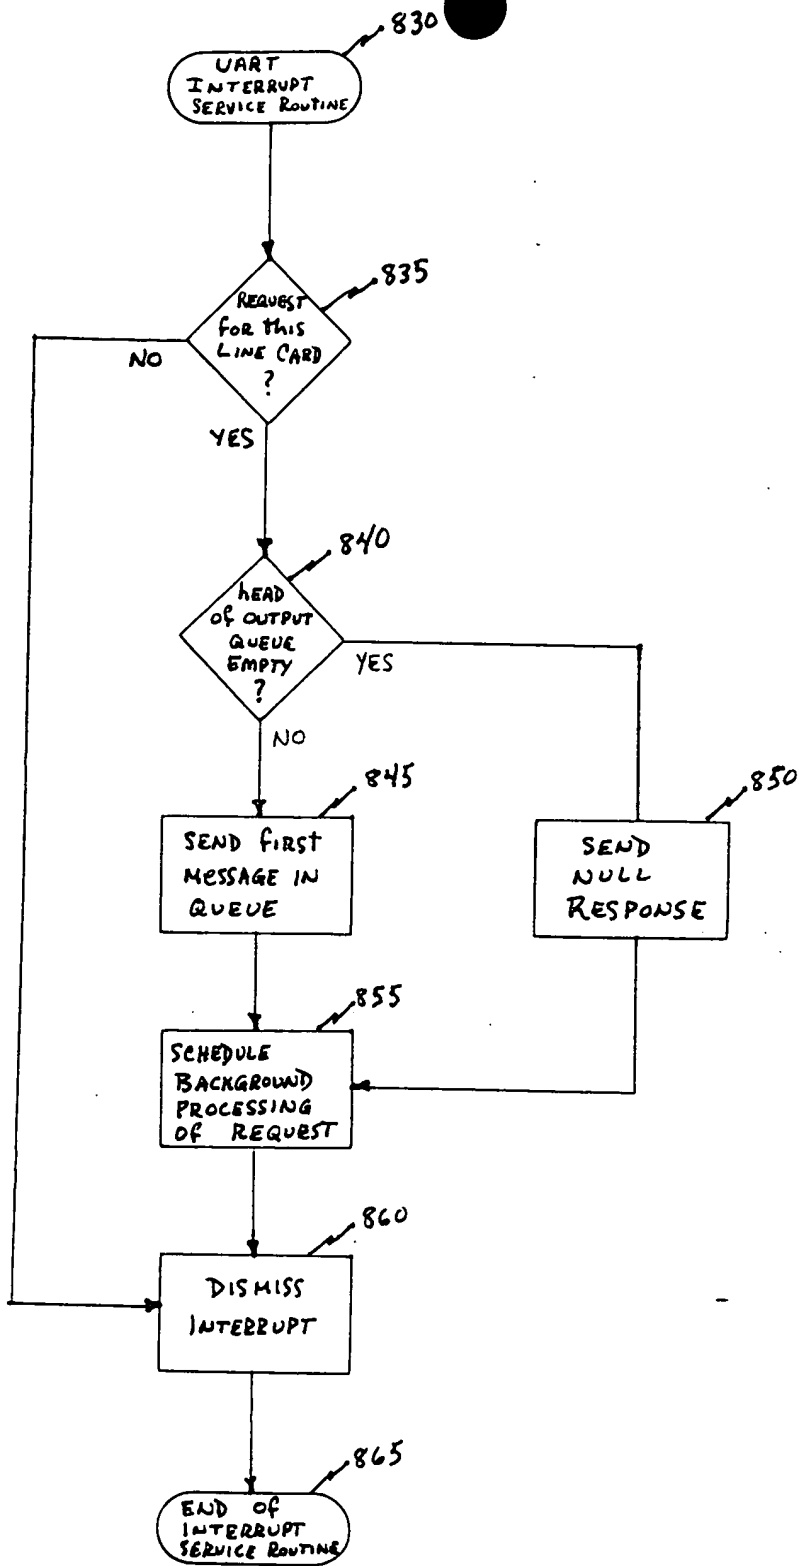 830
UART
INTERRUPT
SERVICE ROUTINE
835
REQUEST
for this
LINE CARD
?
NO
YES
840
hEAD
of OUTPUT
QUEUE
EMPTY
?
YES
NO
845
850
SEND fIRST
MESSAGE IN
QUEUE
SEND
NULL
RESPONSE
855
SCHEDULE
BACKGROUND
PROCESSING
Of REQUEST
860
DISMISS
INTERRUPT
865
END Of
INTERRUPT
SERVICE ROUTINE